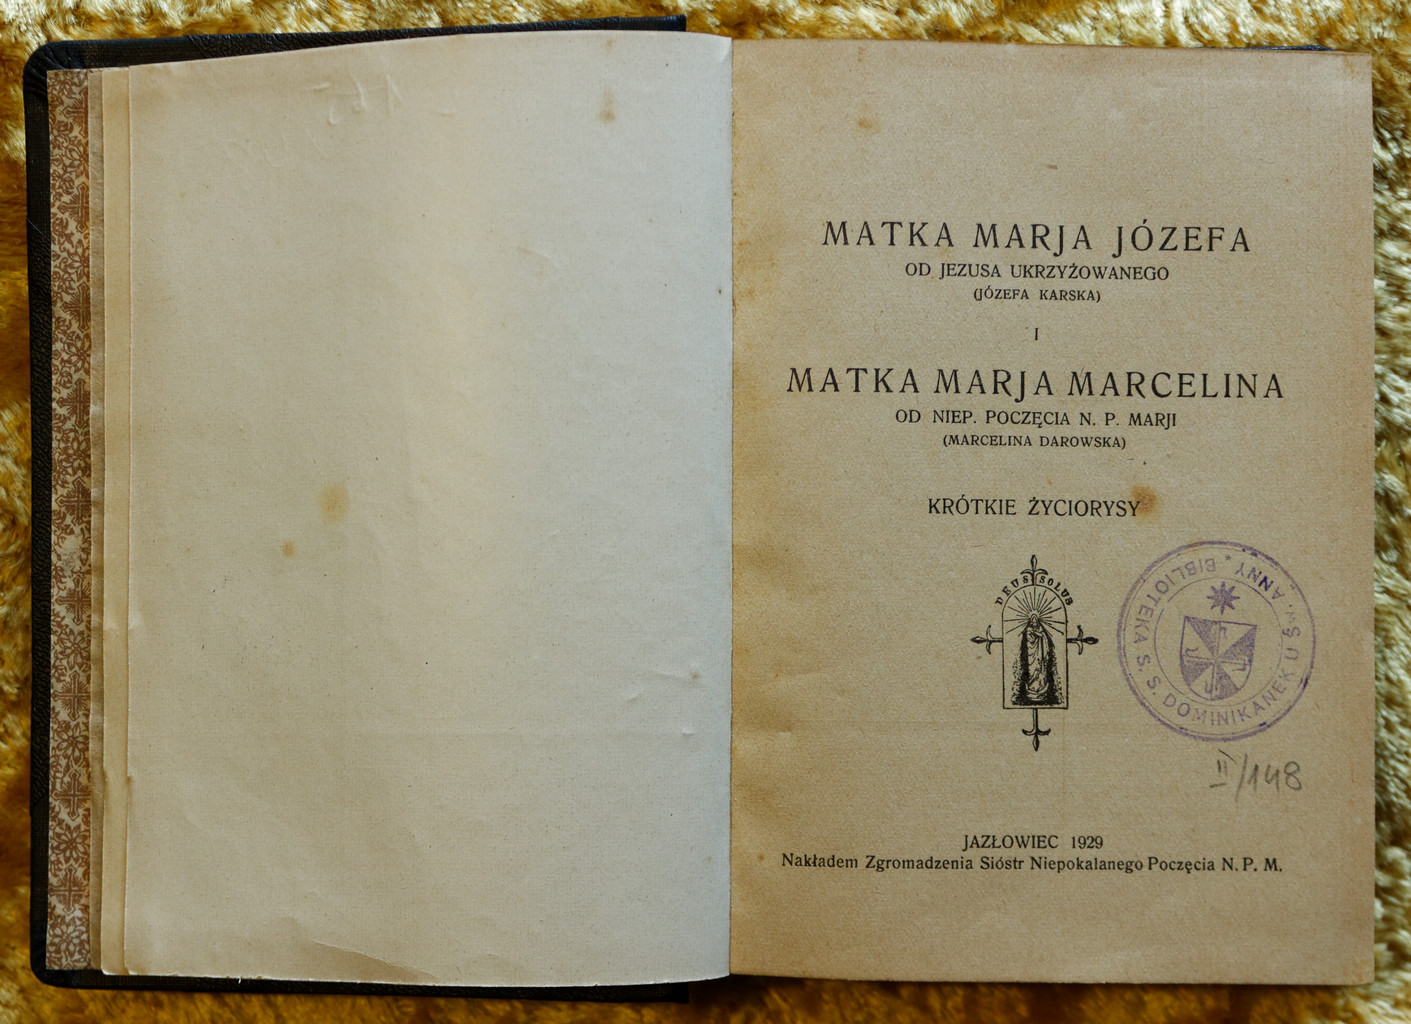 MATKA MARJA JÓZEFA
OD JEZUSA UKRZYŻOWANEGO
(JÓZEFA KARSKA)
I
MATKA MARJA MARCELINA
OD NIEP. POCZĘCIA N. P. MARJI
(MARCELINA DAROWSKA)
KRÓTKIE ŻYCIORYSY
DEUS SOLUS
BIBLIOTEKA S. S. DOMINIKANEK U ŚW. ANNY *
II/148
JAZŁOWIEC 1929
Nakładem Zgromadzenia Sióstr Niepokalanego Poczęcia N. P. M.